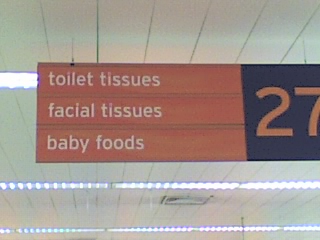 toilet tissues
facial tissues
baby foods
27